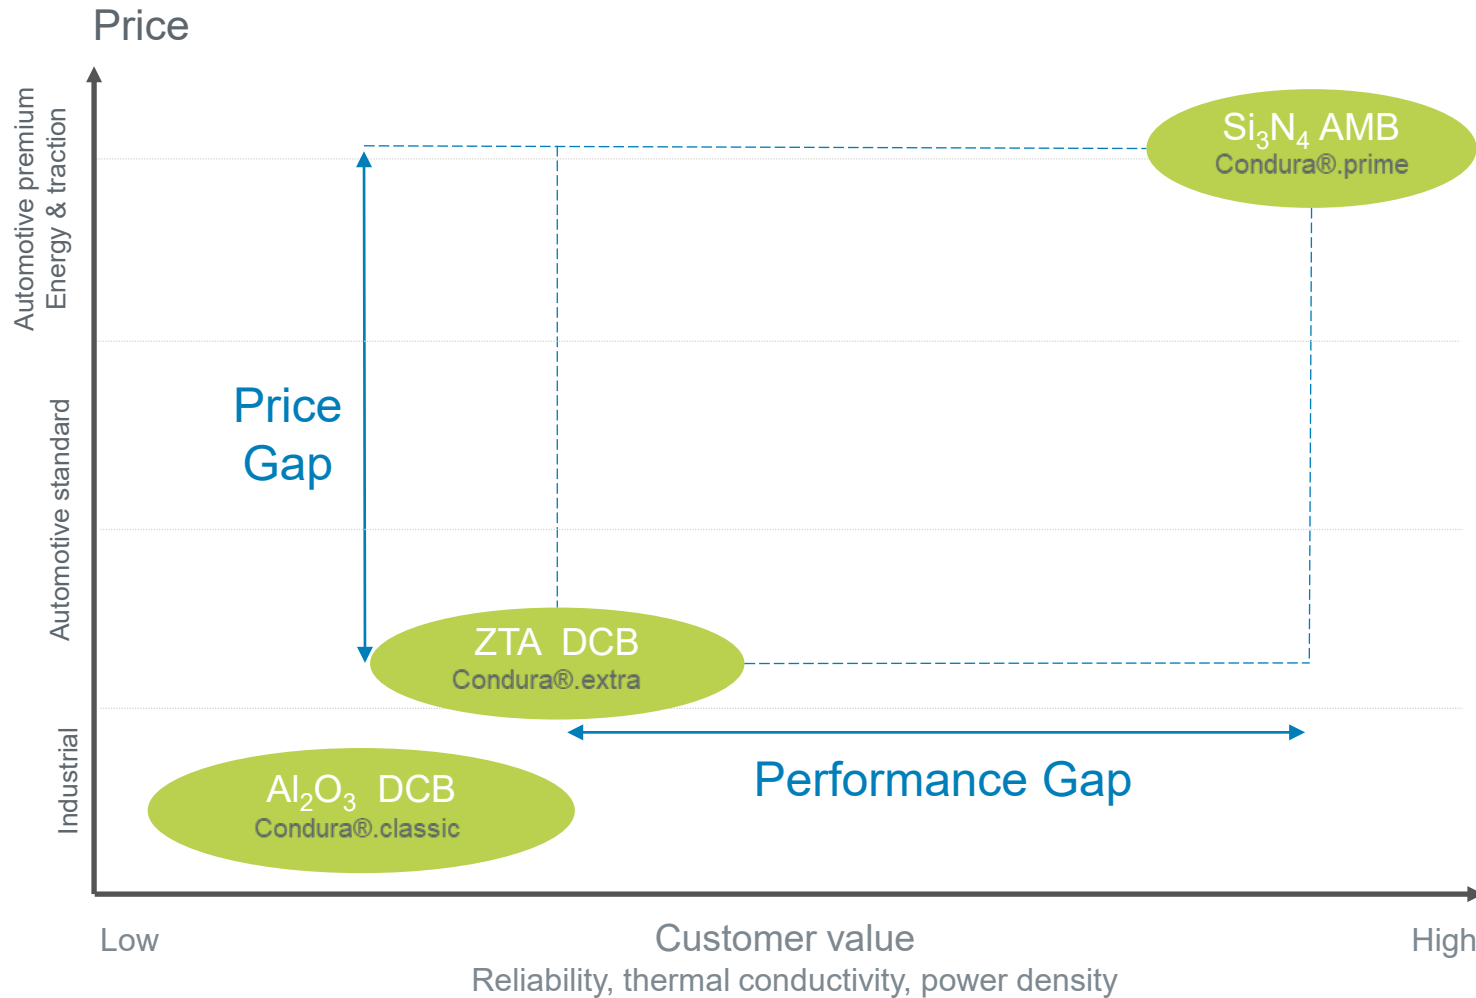 Price
Automotive premium
Energy & traction
Si₃N₄ AMB
Condura®.prime
Price
Gap
Automotive standard
ZTA DCB
Condura®.extra
Industrial
Al₂O₃ DCB
Condura®.classic
Performance Gap
Low
Customer value
High
Reliability, thermal conductivity, power density